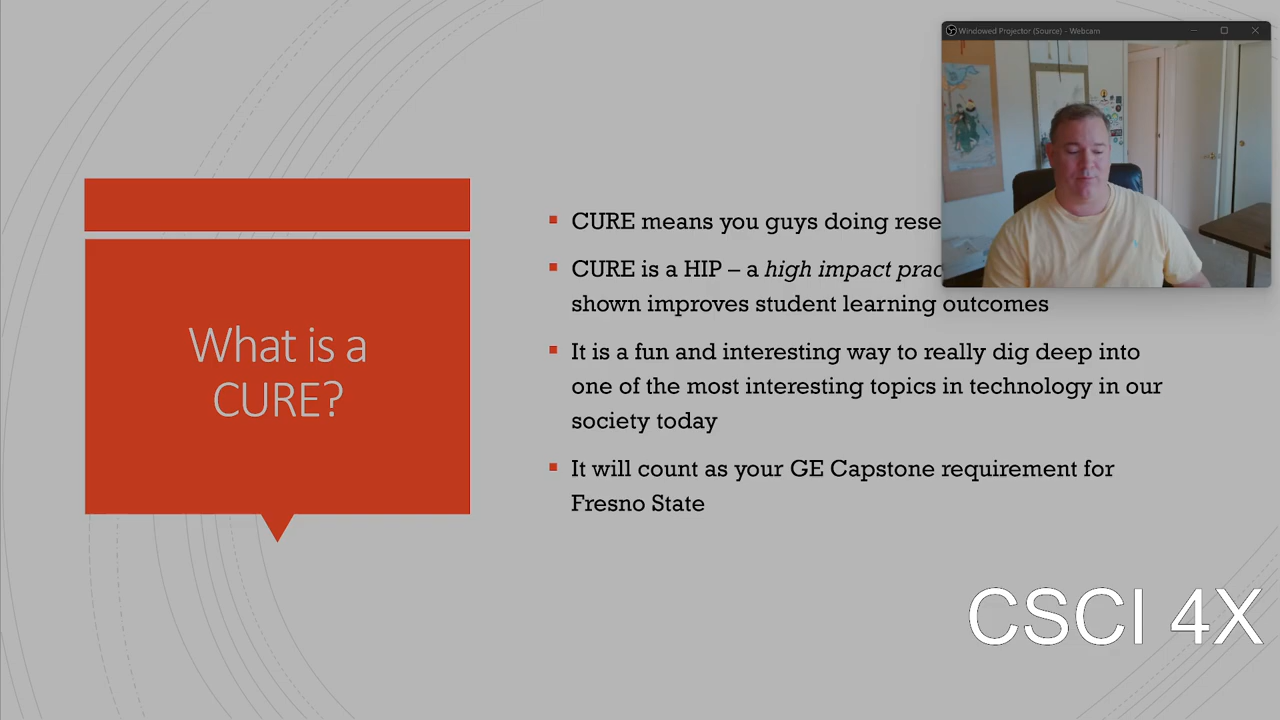 Windowed Projector (Source) - Webcam
What is a
CURE?
CURE means you guys doing rese
CURE is a HIP – a high impact prac
shown improves student learning outcomes
It is a fun and interesting way to really dig deep into
one of the most interesting topics in technology in our
society today
It will count as your GE Capstone requirement for
Fresno State
CSCI 4X